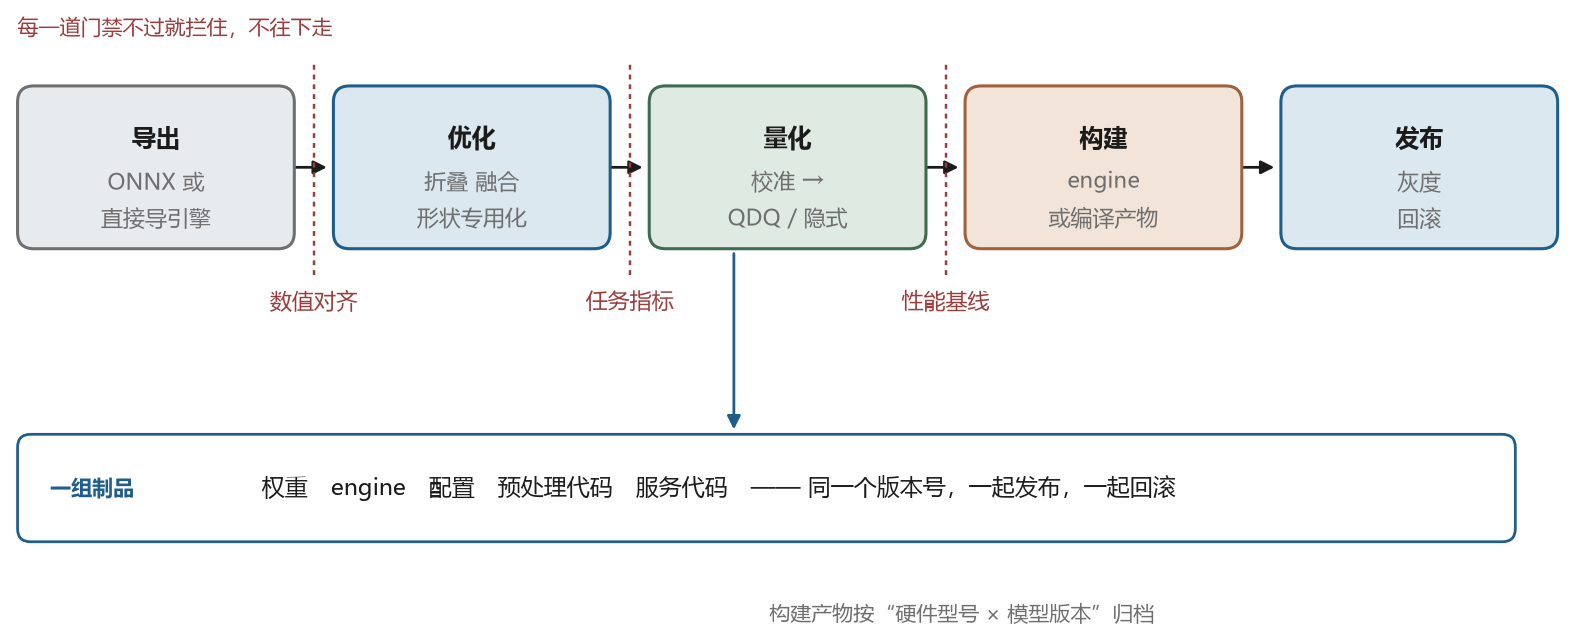 每一道门禁不过就拦住，不往下走
导出
ONNX 或
直接导引擎
优化
折叠 融合
形状专用化
量化
校准 →
QDQ / 隐式
构建
engine
或编译产物
发布
灰度
回滚
数值对齐
任务指标
性能基线
一组制品
权重 engine 配置 预处理代码 服务代码 —— 同一个版本号，一起发布，一起回滚
构建产物按“硬件型号 × 模型版本”归档